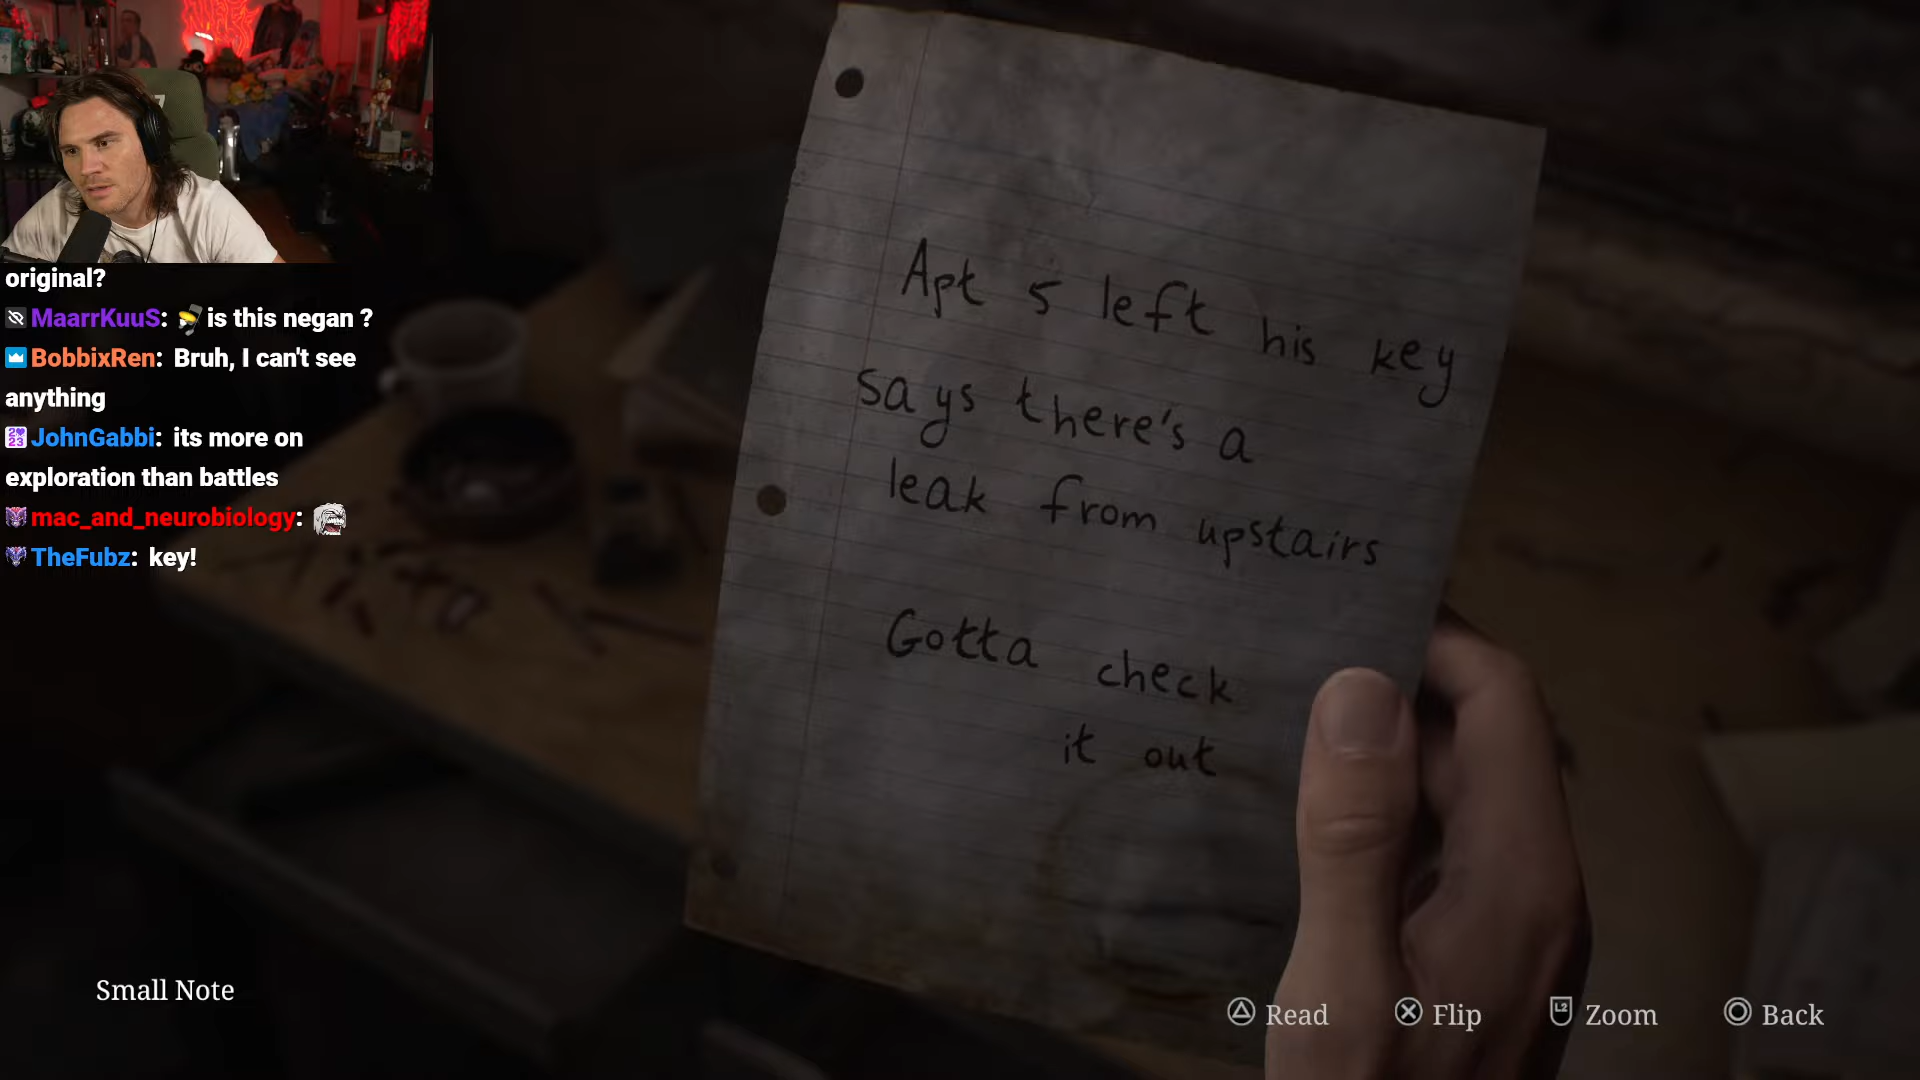 original?
MaarrKuuS: is this negan ?
BobbixRen: Bruh, I can't see
anything
JohnGabbi: its more on
exploration than battles
mac_and_neurobiology:
TheFubz: key!
Apt 5 left his key
says there's a
leak from upstairs
Gotta check
it out
Small Note
Read
Flip
L2 Zoom
Back